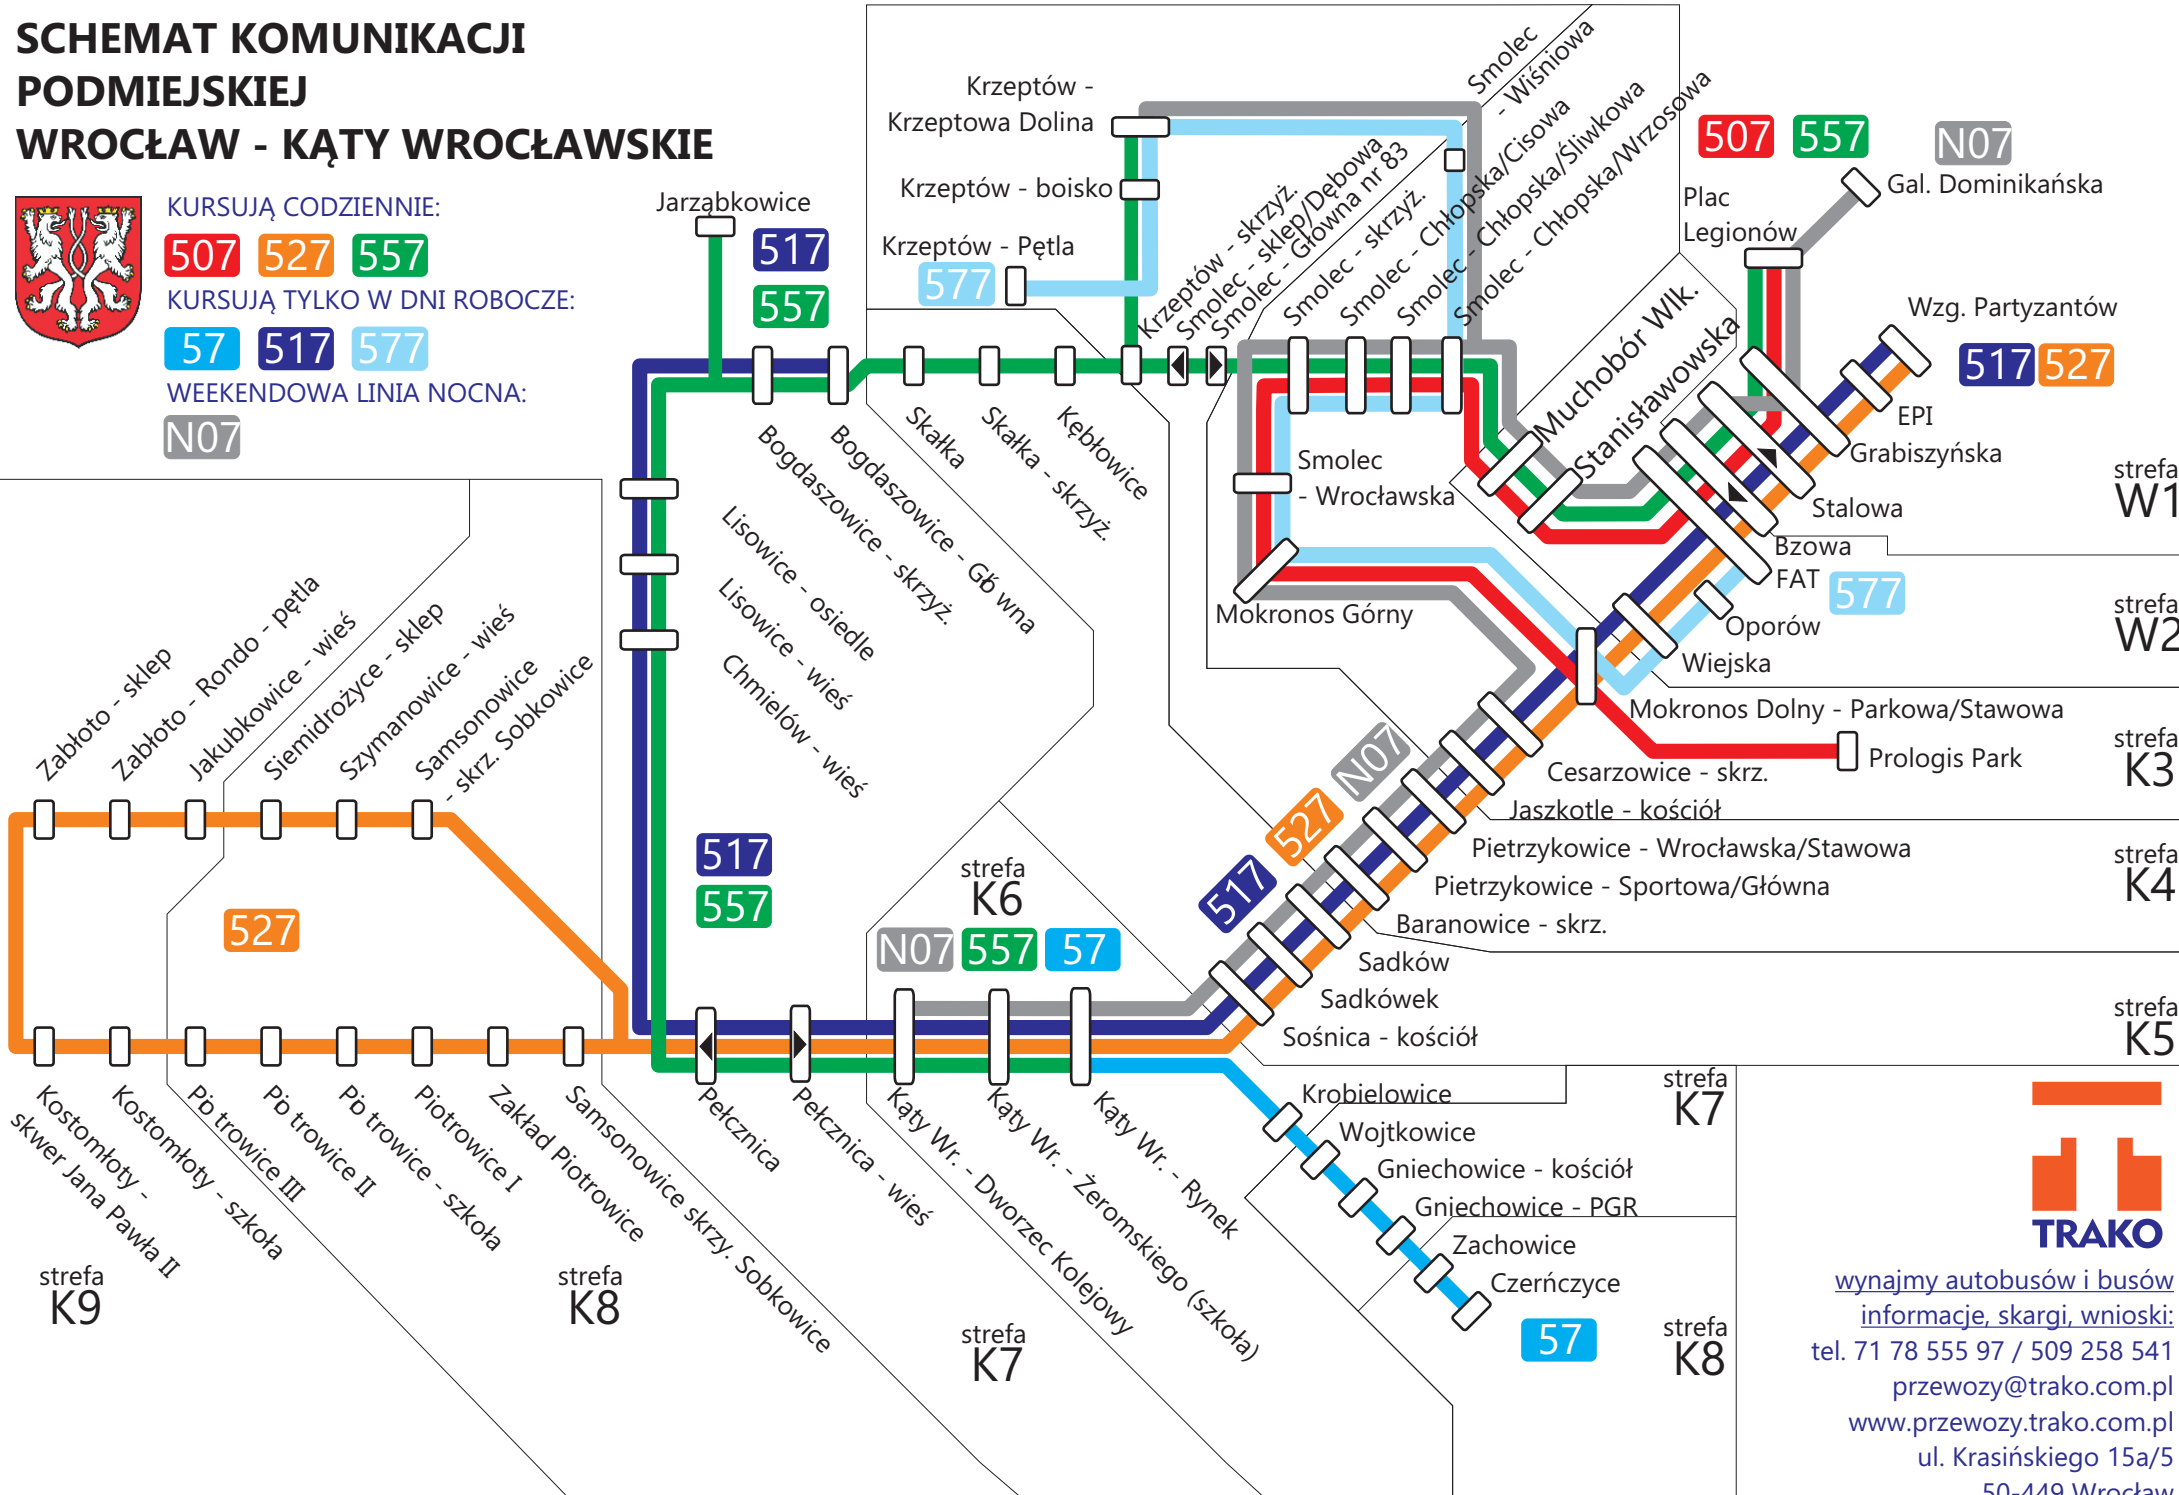 SCHEMAT KOMUNIKACJI
PODMIEJSKIEJ
WROCŁAW - KĄTY WROCŁAWSKIE
KURSUJĄ CODZIENNIE:
507 527 557
KURSUJĄ TYLKO W DNI ROBOCZE:
57 517 577
WEEKENDOWA LINIA NOCNA:
N07
Jarząbkowice
517
557
Krzeptów -
Krzeptowa Dolina
Krzeptów - boisko
Krzeptów - Pętla
577
Krzeptów - skrzyż.
Smolec - sklep/Dębowa
Smolec - Główna nr 83
Smolec - skrzyż.
Smolec - Chłopska/Cisowa
Smolec - Chłopska/Śliwkowa
Smolec - Chłopska/Wrzosowa
Smolec
- Wiśniowa
507 557 N07
Plac
Legionów
Gal. Dominikańska
Wzg. Partyzantów
517 527
EPI
Grabiszyńska
Stalowa
Bzowa
FAT
577
Oporów
Wiejska
Muchobór Wlk.
Stanisławowska
strefa
W1
strefa
W2
strefa
K3
strefa
K4
strefa
K5
Bogdaszowice - skrzyż.
Bogdaszowice - Głó wna
Skałka
Skałka - skrzyż.
Kębłowice
Smolec
- Wrocławska
Mokronos Górny
Lisowice - osiedle
Lisowice - wieś
Chmielów - wieś
Mokronos Dolny - Parkowa/Stawowa
Prologis Park
Cesarzowice - skrz.
Jaszkotle - kościół
Pietrzykowice - Wrocławska/Stawowa
Pietrzykowice - Sportowa/Główna
Baranowice - skrz.
Sadków
Sadkówek
Sośnica - kościół
517 527 N07
Zabłoto - sklep
Zabłoto - Rondo - pętla
Jakubkowice - wieś
Siemidrożyce - sklep
Szymanowice - wieś
Samsonowice
- skrz. Sobkowice
527
517
557
strefa
K6
N07 557 57
Kostomłoty -
skwer Jana Pawła II
Kostomłoty - szkoła
Pio trowice III
Pio trowice II
Pio trowice - szkoła
Piotrowice I
Zakład Piotrowice
Samsonowice skrzy. Sobkowice
Pełcznica
Pełcznica - wieś
Kąty Wr. - Dworzec Kolejowy
Kąty Wr. - Żeromskiego (szkoła)
Kąty Wr. - Rynek
Krobielowice
Wojtkowice
Gniechowice - kościół
Gniechowice - PGR
Zachowice
Czerńczyce
57
strefa
K7
strefa
K8
strefa
K9
strefa
K8
strefa
K7
TRAKO
wynajmy autobusów i busów
informacje, skargi, wnioski:
tel. 71 78 555 97 / 509 258 541
przewozy@trako.com.pl
www.przewozy.trako.com.pl
ul. Krasińskiego 15a/5
50-449 Wrocław